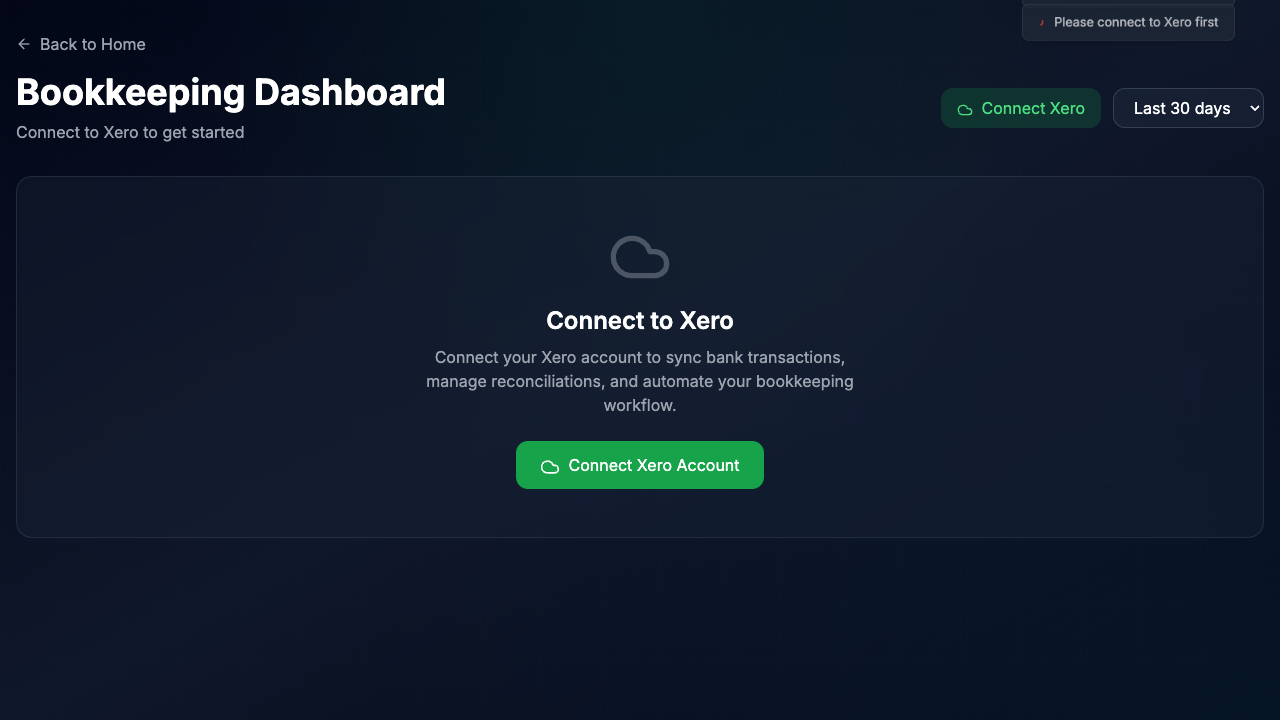 Please connect to Xero first
Back to Home
Bookkeeping Dashboard
Connect to Xero to get started
Connect Xero
Last 30 days
Connect to Xero
Connect your Xero account to sync bank transactions,
manage reconciliations, and automate your bookkeeping
workflow.
Connect Xero Account